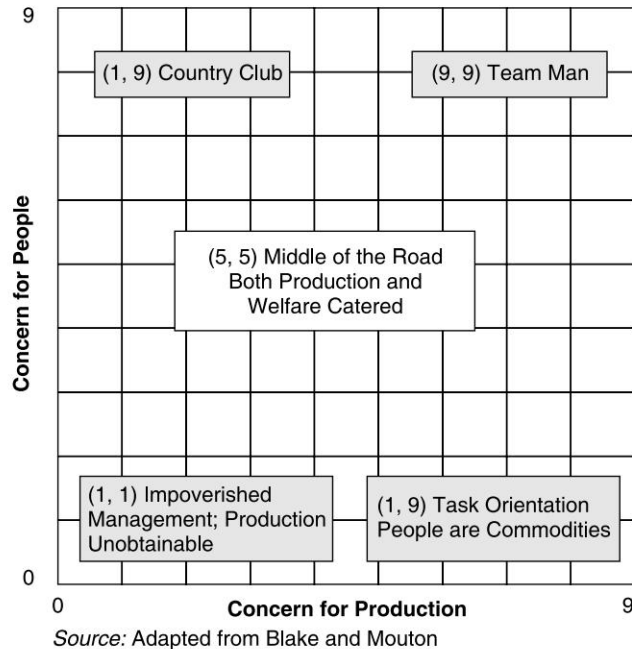 9
(1, 9) Country Club
(9, 9) Team Man
Concern for People
(5, 5) Middle of the Road
Both Production and
Welfare Catered
(1, 1) Impoverished
Management; Production
Unobtainable
(1, 9) Task Orientation
People are Commodities
0
0
Concern for Production
9
Source: Adapted from Blake and Mouton